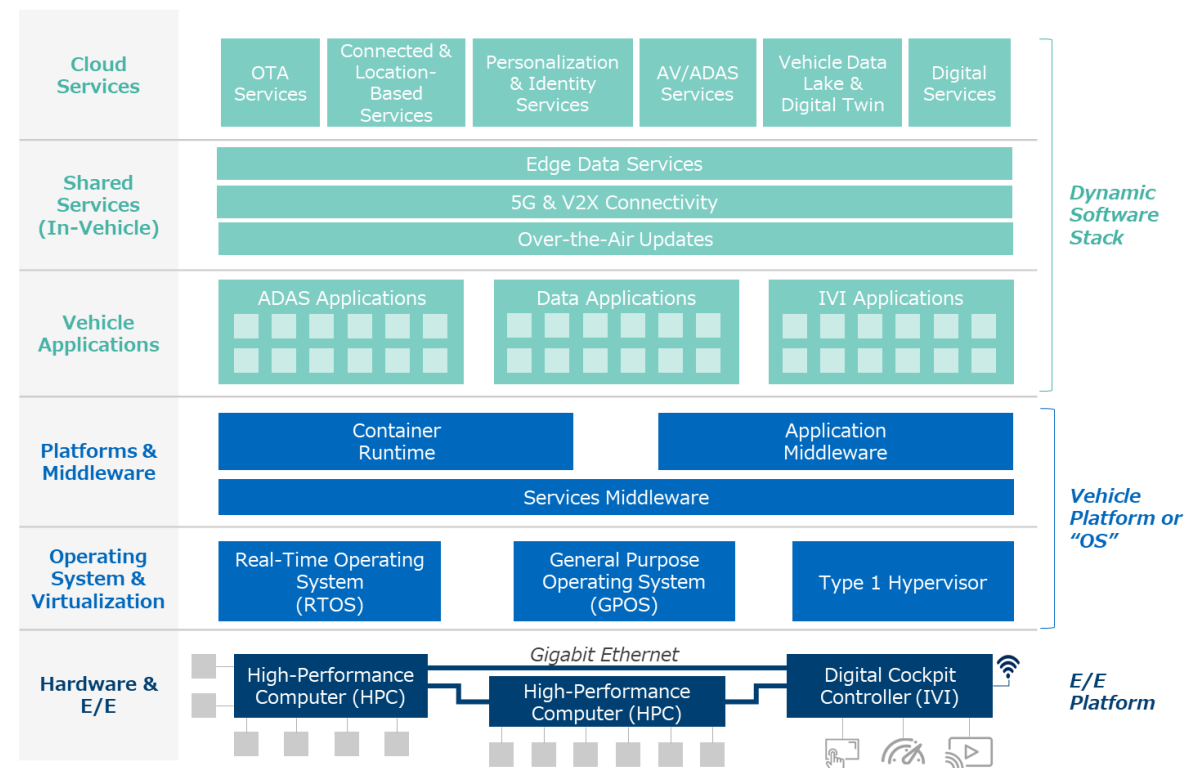 Cloud
Services
OTA
Services
Connected &
Location-
Based
Services
Personalization
& Identity
Services
AV/ADAS
Services
Vehicle Data
Lake &
Digital Twin
Digital
Services
Shared
Services
(In-Vehicle)
Edge Data Services
5G & V2X Connectivity
Over-the-Air Updates
Dynamic
Software
Stack
Vehicle
Applications
ADAS Applications
Data Applications
IVI Applications
Platforms &
Middleware
Container
Runtime
Application
Middleware
Services Middleware
Vehicle
Platform or
“OS”
Operating
System &
Virtualization
Real-Time Operating
System
(RTOS)
General Purpose
Operating System
(GPOS)
Type 1 Hypervisor
Hardware &
E/E
Gigabit Ethernet
High-Performance
Computer (HPC)
High-Performance
Computer (HPC)
Digital Cockpit
Controller (IVI)
E/E
Platform